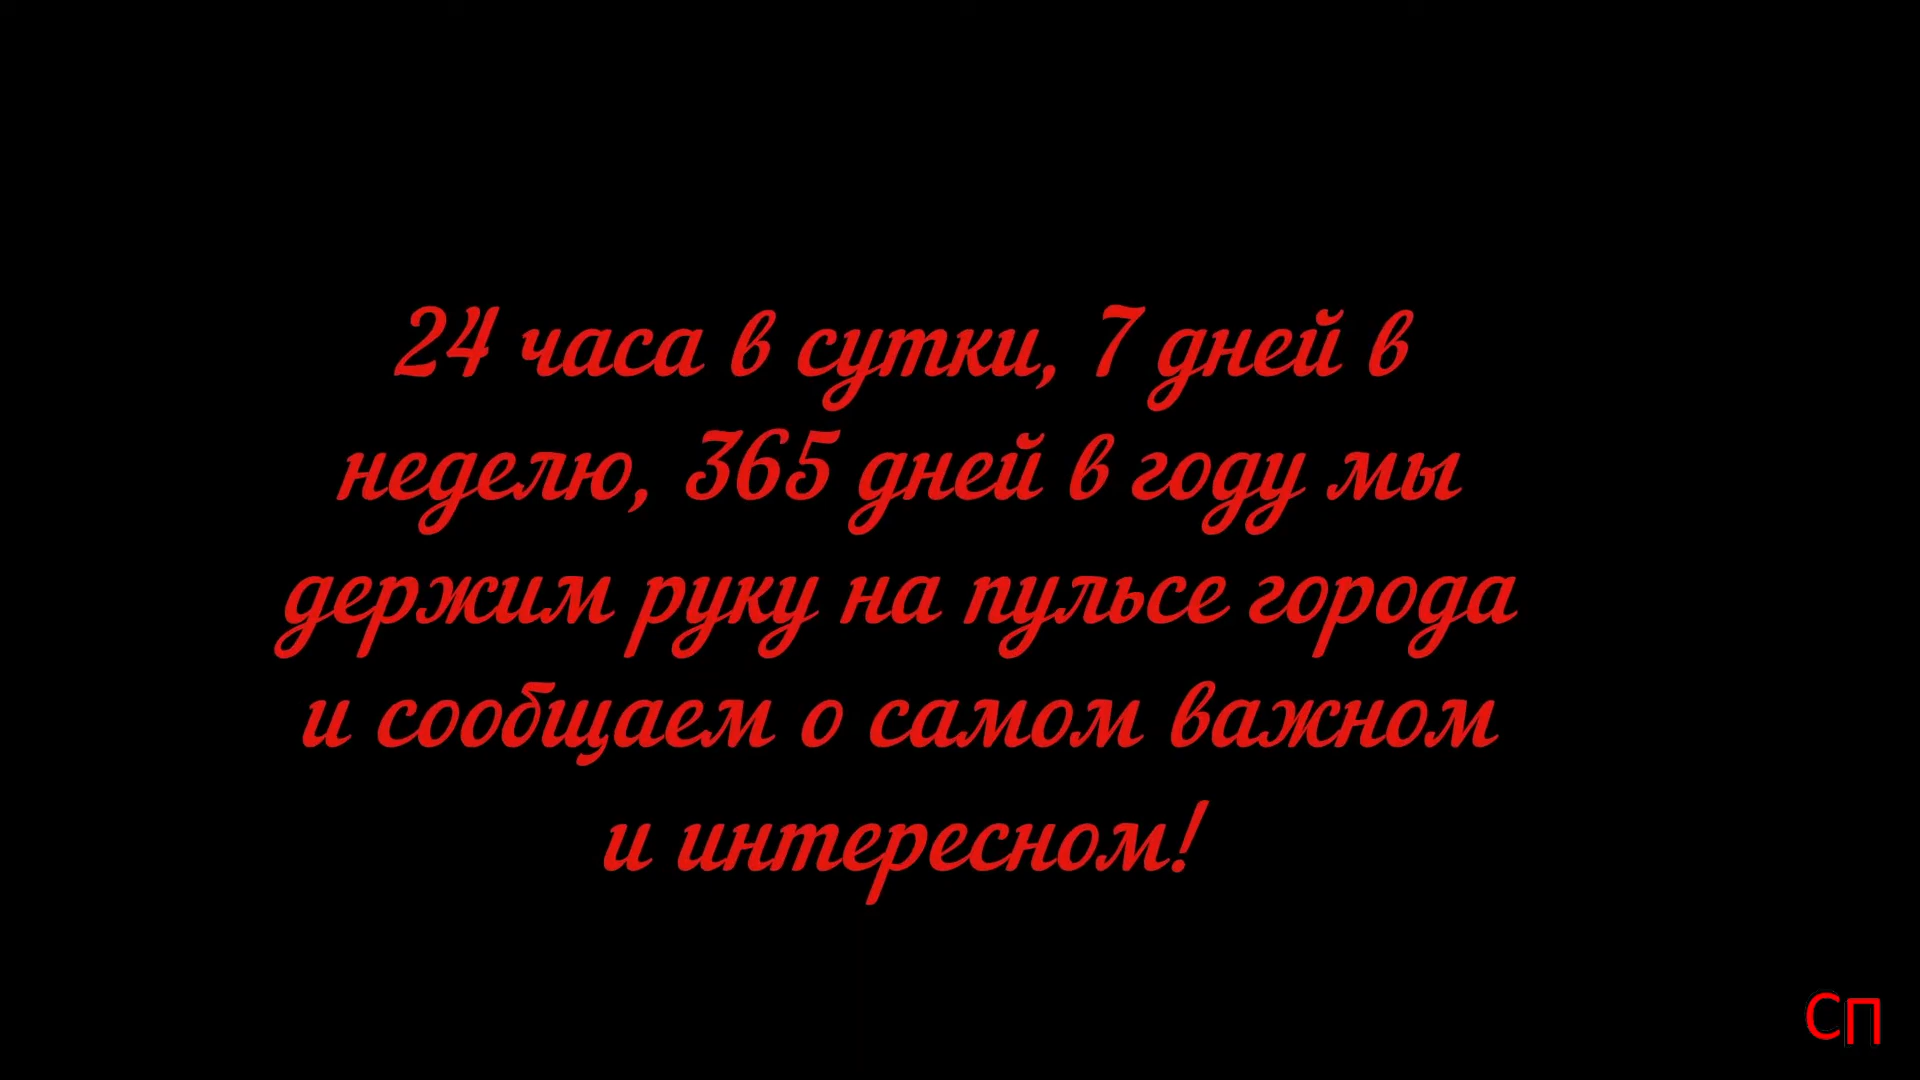 24 часа в сутки, 7 дней в
неделю, 365 дней в году мы
держим руку на пульсе города
и сообщаем о самом важном
и интересном!
СП